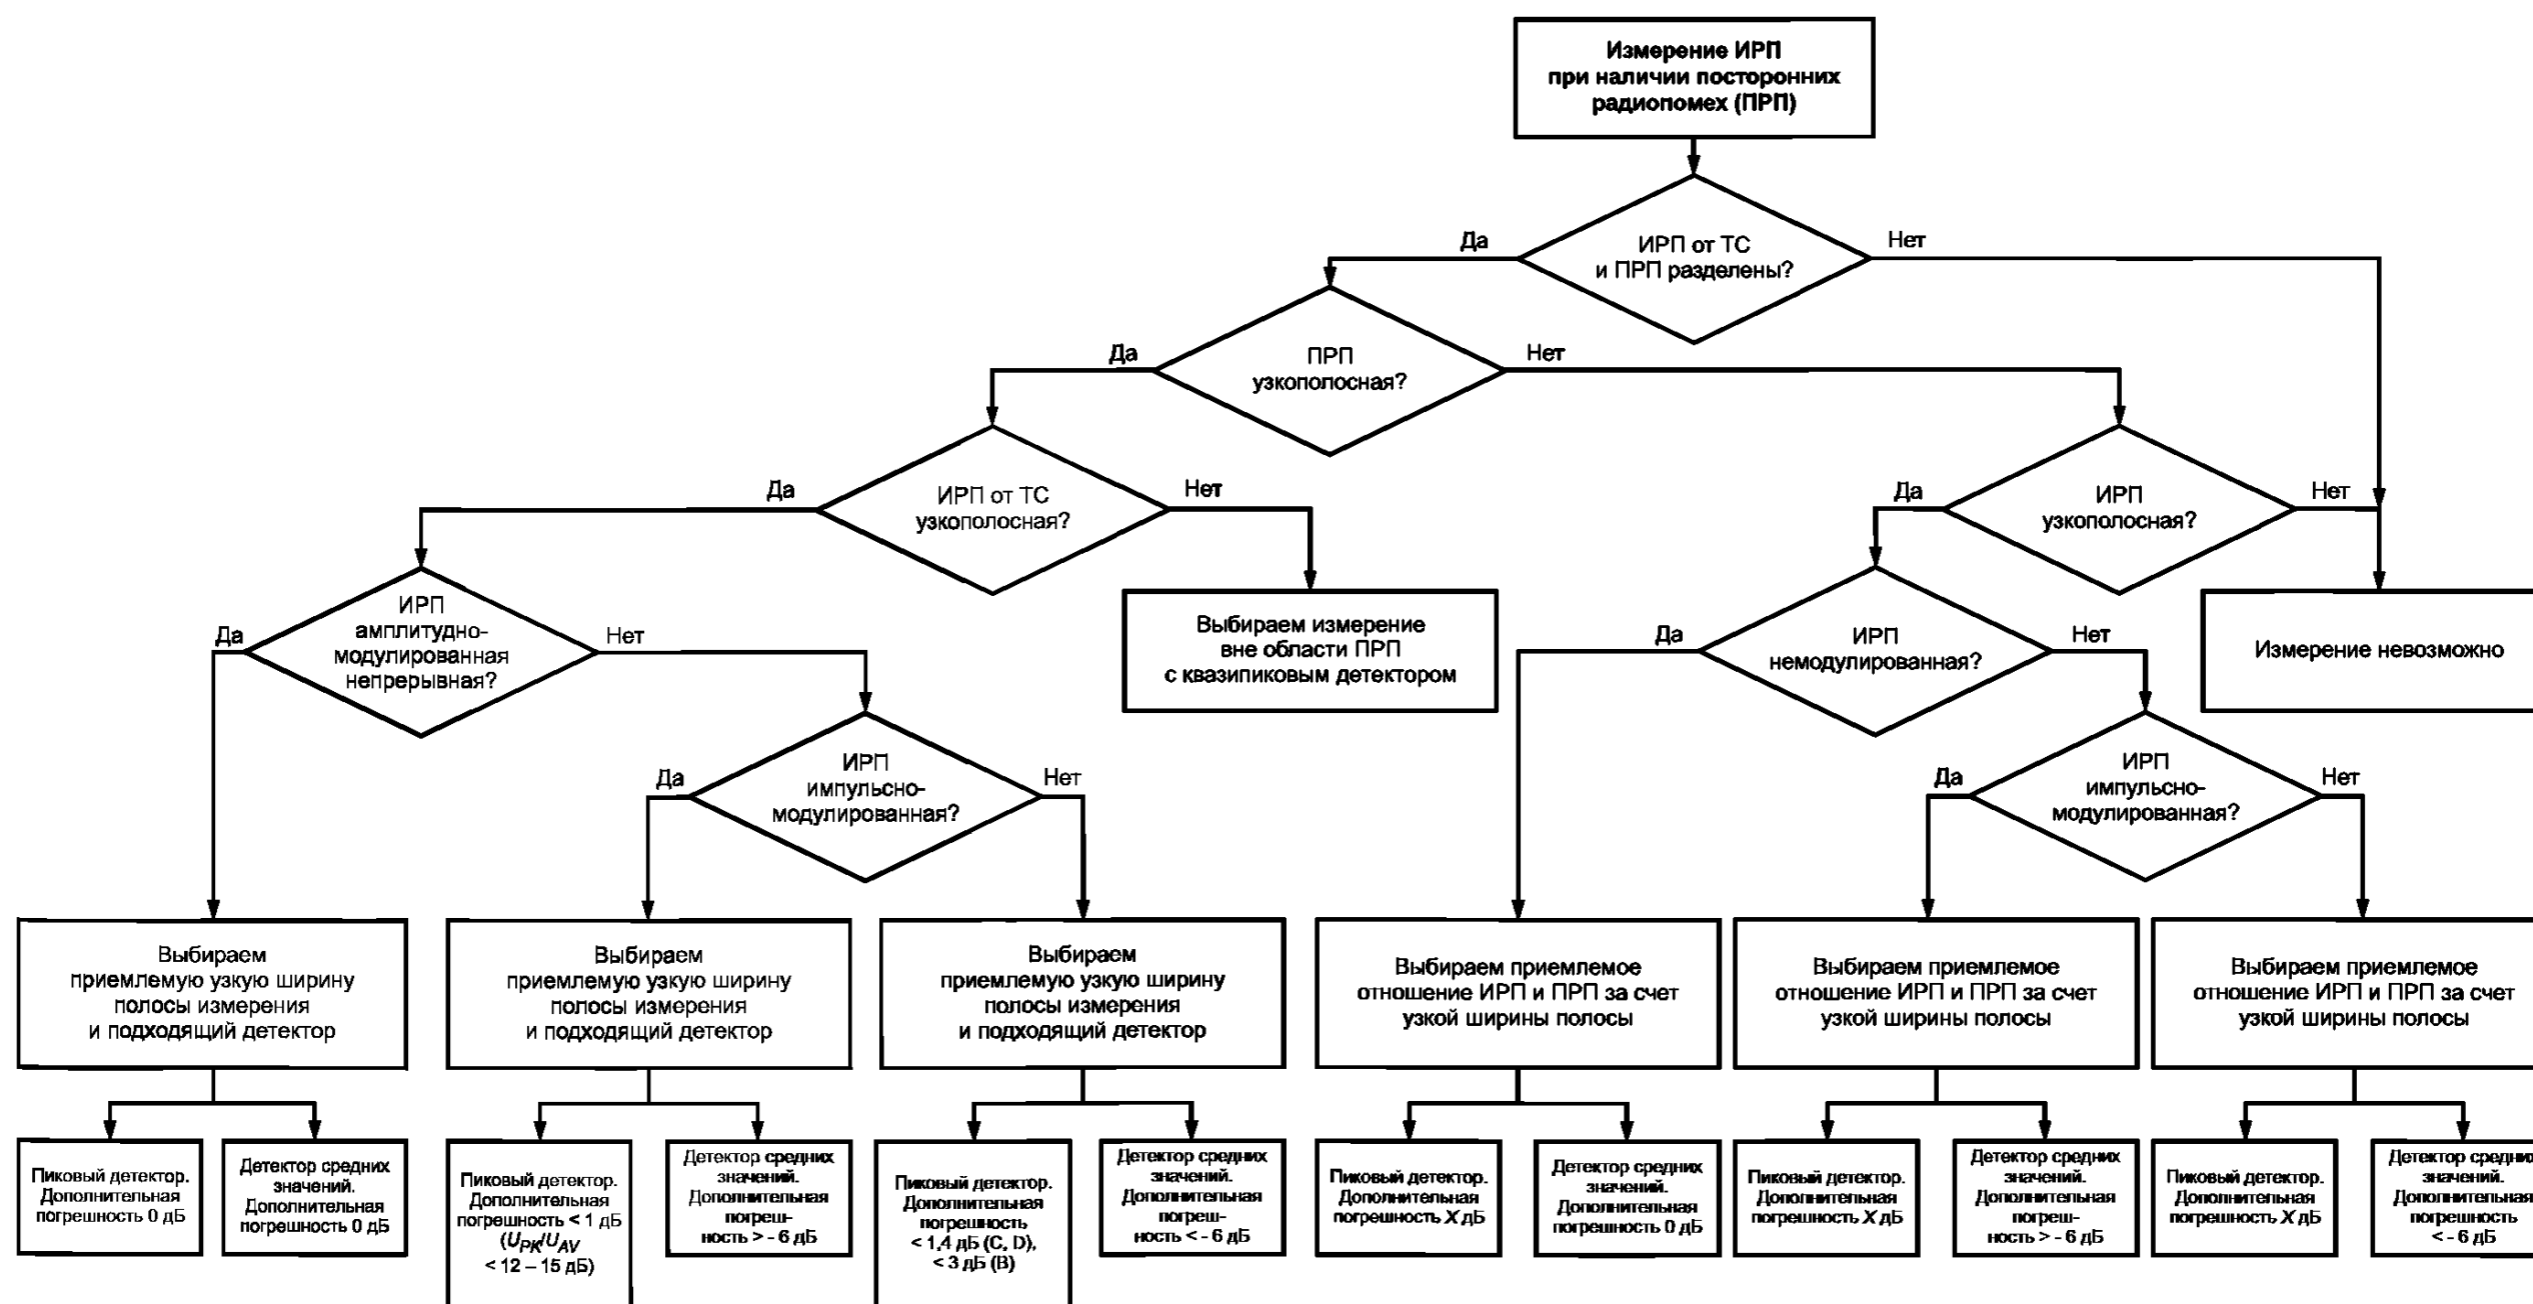 Измерение ИРП
при наличии посторонних
радиопомех (ПРП)
Да
ИРП от ТС
и ПРП разделены?
Нет
Да
ПРП
узкополосная?
Нет
Да
ИРП от ТС
узкополосная?
Нет
Да
ИРП
узкополосная?
Нет
Да
ИРП
амплитудно-
модулированная
непрерывная?
Нет
Выбираем измерение
вне области ПРП
с квазипиковым детектором
Да
ИРП
немодулированная?
Нет
Измерение невозможно
Да
ИРП
импульсно-
модулированная?
Нет
Да
ИРП
импульсно-
модулированная?
Нет
Выбираем
приемлемую узкую ширину
полосы измерения
и подходящий детектор
Выбираем
приемлемую узкую ширину
полосы измерения
и подходящий детектор
Выбираем
приемлемую узкую ширину
полосы измерения
и подходящий детектор
Выбираем приемлемое
отношение ИРП и ПРП за счет
узкой ширины полосы
Выбираем приемлемое
отношение ИРП и ПРП за счет
узкой ширины полосы
Выбираем приемлемое
отношение ИРП и ПРП за счет
узкой ширины полосы
Пиковый детектор.
Дополнительная
погрешность 0 дБ
Детектор средних
значений.
Дополнительная
погрешность 0 дБ
Пиковый детектор.
Дополнительная
погрешность < 1 дБ
(U_PK/U_AV
< 12 – 15 дБ)
Детектор средних
значений.
Дополнительная
погреш-
ность > - 6 дБ
Пиковый детектор.
Дополнительная
погрешность
< 1,4 дБ (C, D),
< 3 дБ (B)
Детектор средних
значений.
Дополнительная
погреш-
ность < - 6 дБ
Пиковый детектор.
Дополнительная
погрешность X дБ
Детектор средних
значений.
Дополнительная
погрешность 0 дБ
Пиковый детектор.
Дополнительная
погрешность X дБ
Детектор средних
значений.
Дополнительная
погреш-
ность > - 6 дБ
Пиковый детектор.
Дополнительная
погрешность X дБ
Детектор средних
значений.
Дополнительная
погрешность
< - 6 дБ